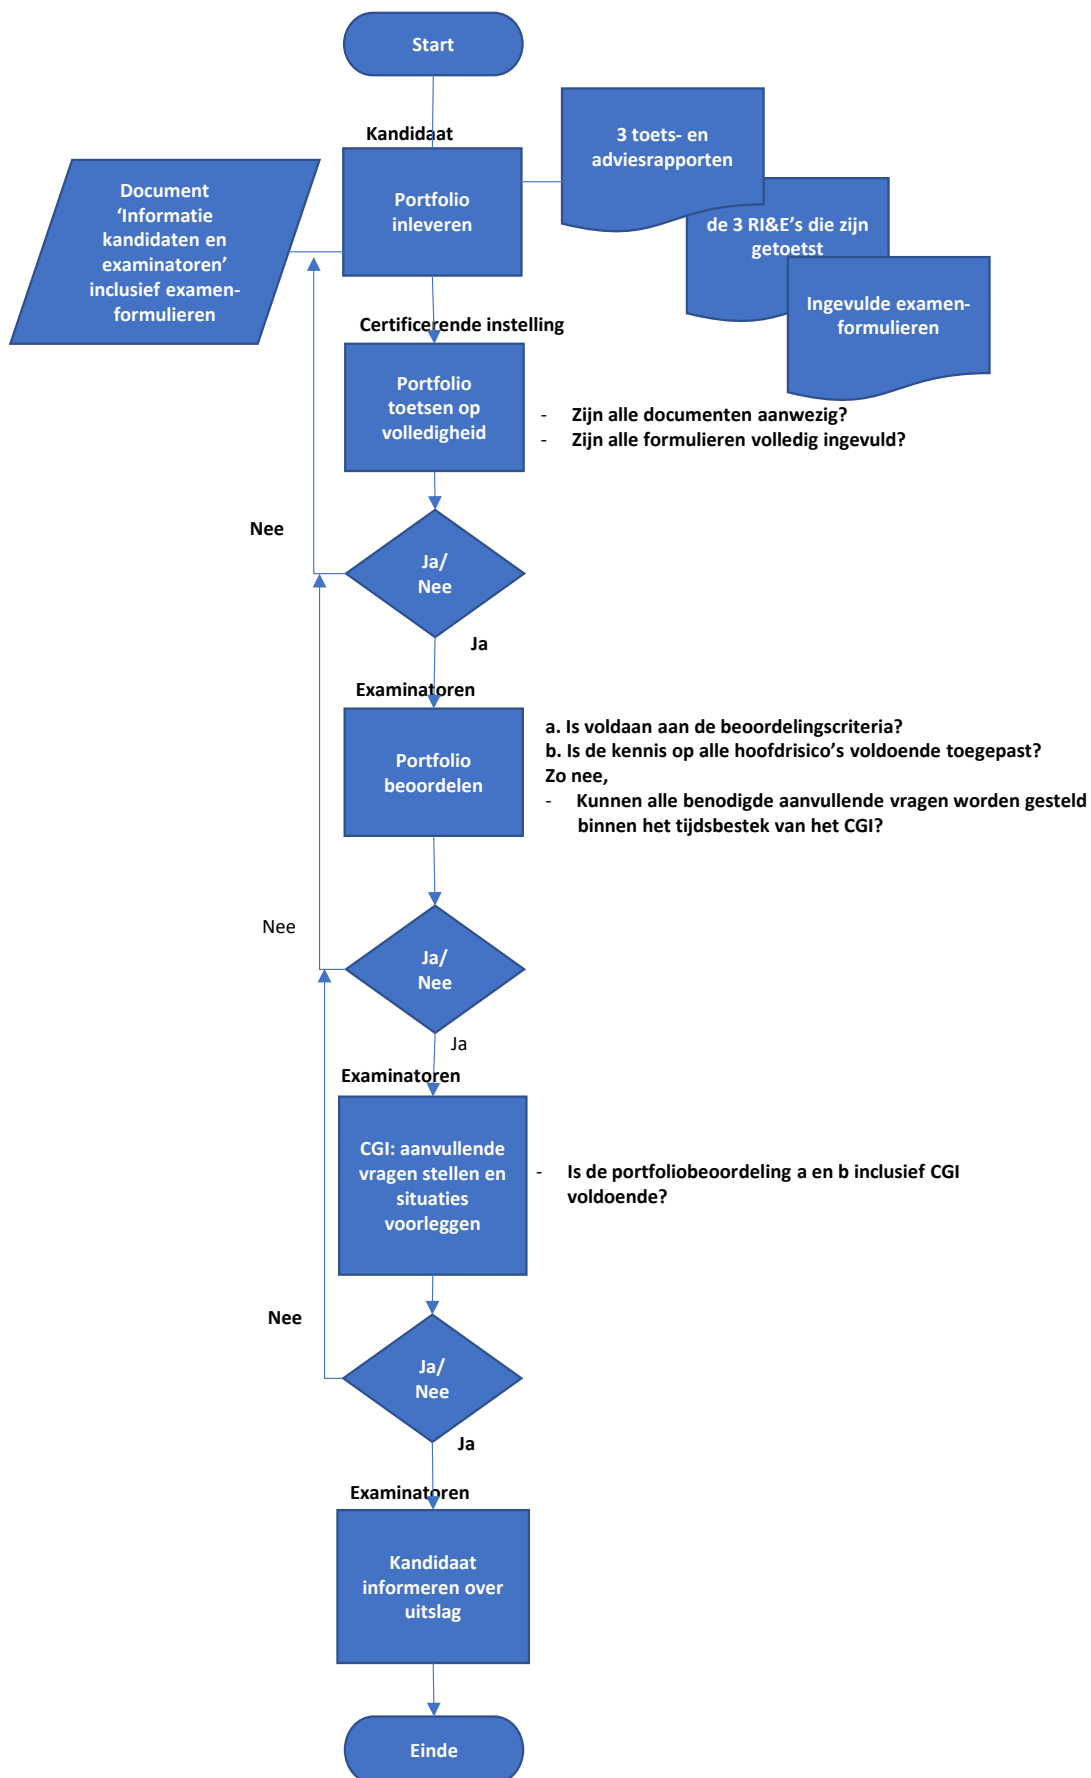 Start
Kandidaat
3 toets- en
adviesrapporten
Document
‘Informatie
kandidaten en
examinatoren’
inclusief examen-
formulieren
Portfolio
inleveren
de 3 RI&E’s die zijn
getoetst
Ingevulde examen-
formulieren
Certificerende instelling
Portfolio
toetsen op
volledigheid
- Zijn alle documenten aanwezig?
- Zijn alle formulieren volledig ingevuld?
Nee
Ja/
Nee
Ja
Examinatoren
Portfolio
beoordelen
a. Is voldaan aan de beoordelingscriteria?
b. Is de kennis op alle hoofdrisico’s voldoende toegepast?
Zo nee,
- Kunnen alle benodigde aanvullende vragen worden gesteld
binnen het tijdsbestek van het CGI?
Nee
Ja/
Nee
Ja
Examinatoren
CGI: aanvullende
vragen stellen en
situaties
voorleggen
- Is de portfoliobeoordeling a en b inclusief CGI
voldoende?
Nee
Ja/
Nee
Ja
Examinatoren
Kandidaat
informeren over
uitslag
Einde